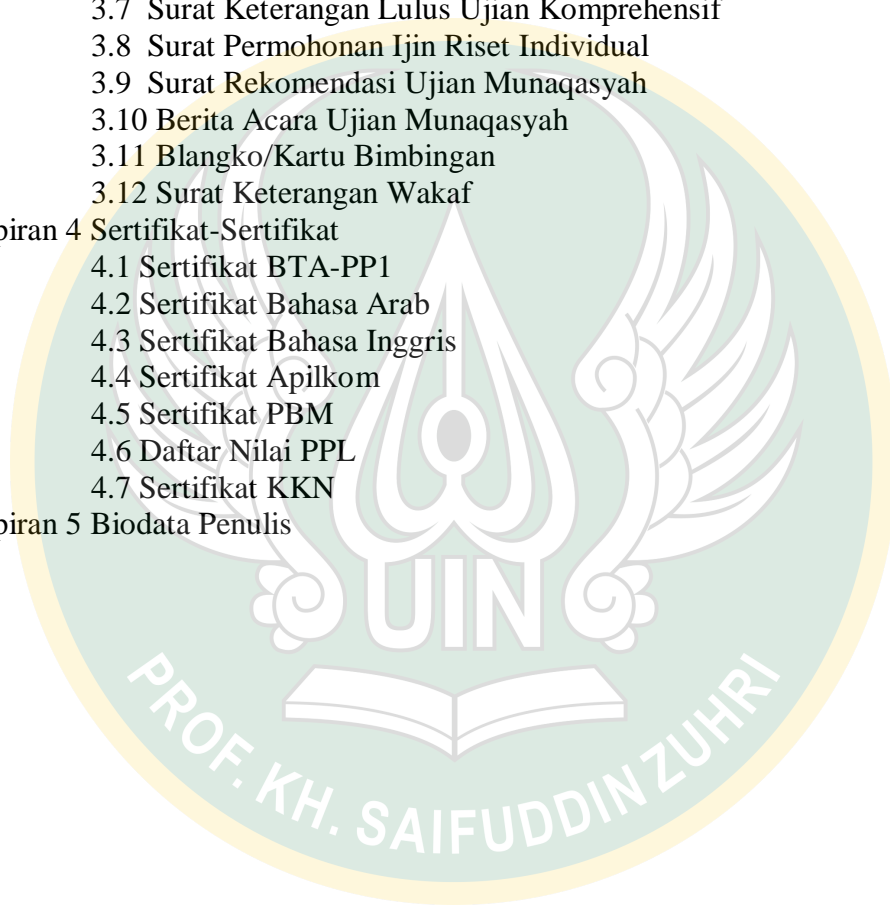 3.7 Surat Keterangan Lulus Ujian Komprehensif
3.8 Surat Permohonan Ijin Riset Individual
3.9 Surat Rekomendasi Ujian Munaqasyah
3.10 Berita Acara Ujian Munaqasyah
3.11 Blangko/Kartu Bimbingan
3.12 Surat Keterangan Wakaf
piran 4 Sertifikat-Sertifikat
4.1 Sertifikat BTA-PP1
4.2 Sertifikat Bahasa Arab
4.3 Sertifikat Bahasa Inggris
4.4 Sertifikat Apilkom
4.5 Sertifikat PBM
4.6 Daftar Nilai PPL
4.7 Sertifikat KKN
piran 5 Biodata Penulis
UIN
PROF. KH. SAIFUDDIN ZUHRI